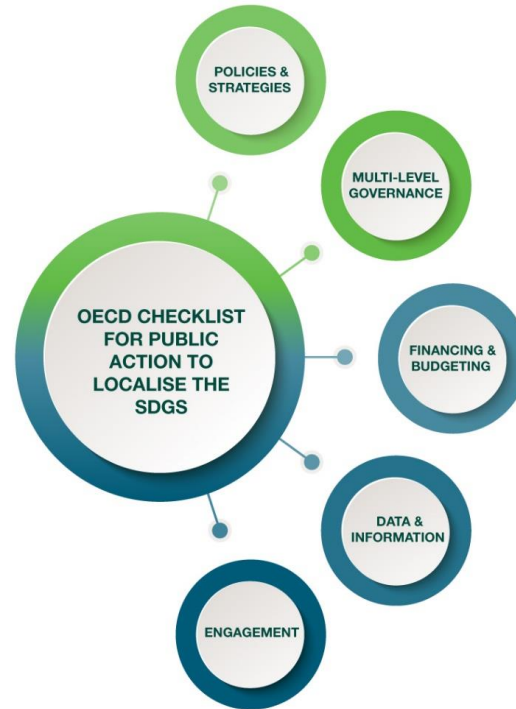 POLICIES &
STRATEGIES
MULTI-LEVEL
GOVERNANCE
OECD CHECKLIST
FOR PUBLIC
ACTION TO
LOCALISE THE
SDGS
FINANCING &
BUDGETING
DATA &
INFORMATION
ENGAGEMENT